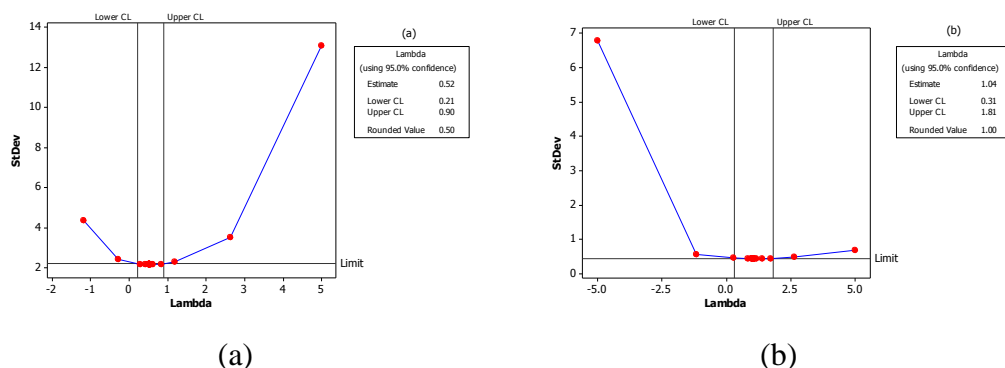 Lower CL Upper CL
14
12
10
8
6
4
2
StDev
-2 -1 0 1 2 3 4 5
Lambda
Limit
(a)
Lambda
(using 95.0% confidence)
Estimate 0.52
Lower CL 0.21
Upper CL 0.90
Rounded Value 0.50
(a)
Lower CL Upper CL
7
6
5
4
3
2
1
0
StDev
-5.0 -2.5 0.0 2.5 5.0
Lambda
Limit
(b)
Lambda
(using 95.0% confidence)
Estimate 1.04
Lower CL 0.31
Upper CL 1.81
Rounded Value 1.00
(b)